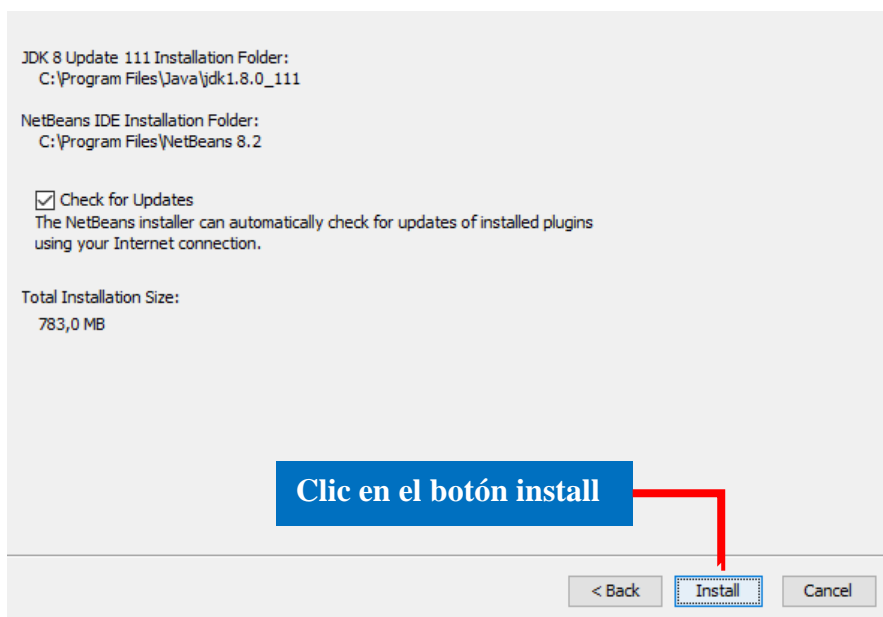 JDK 8 Update 111 Installation Folder:
C:\Program Files\Java\jdk1.8.0_111
NetBeans IDE Installation Folder:
C:\Program Files\NetBeans 8.2
Check for Updates
The NetBeans installer can automatically check for updates of installed plugins
using your Internet connection.
Total Installation Size:
783,0 MB
Clic en el botón install
< Back Install Cancel